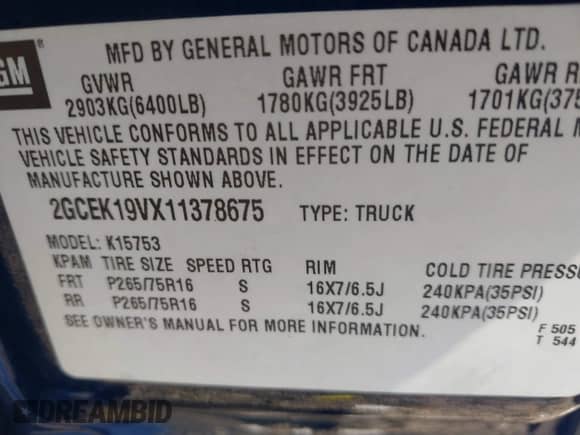 GM ®
MFD BY GENERAL MOTORS OF CANADA LTD.
GVWR GAWR FRT GAWR R
2903KG(6400LB) 1780KG(3925LB) 1701KG(375
THIS VEHICLE CONFORMS TO ALL APPLICABLE U.S. FEDERAL M
VEHICLE SAFETY STANDARDS IN EFFECT ON THE DATE OF
MANUFACTURE SHOWN ABOVE.
2GCEK19VX11378675 TYPE: TRUCK
MODEL: K15753
KPAM TIRE SIZE SPEED RTG RIM COLD TIRE PRESSU
FRT P265/75R16 S 16X7/6.5J 240KPA(35PSI)
RR P265/75R16 S 16X7/6.5J 240KPA(35PSI)
SEE OWNER'S MANUAL FOR MORE INFORMATION.
F 505
T 544
DREAMBID